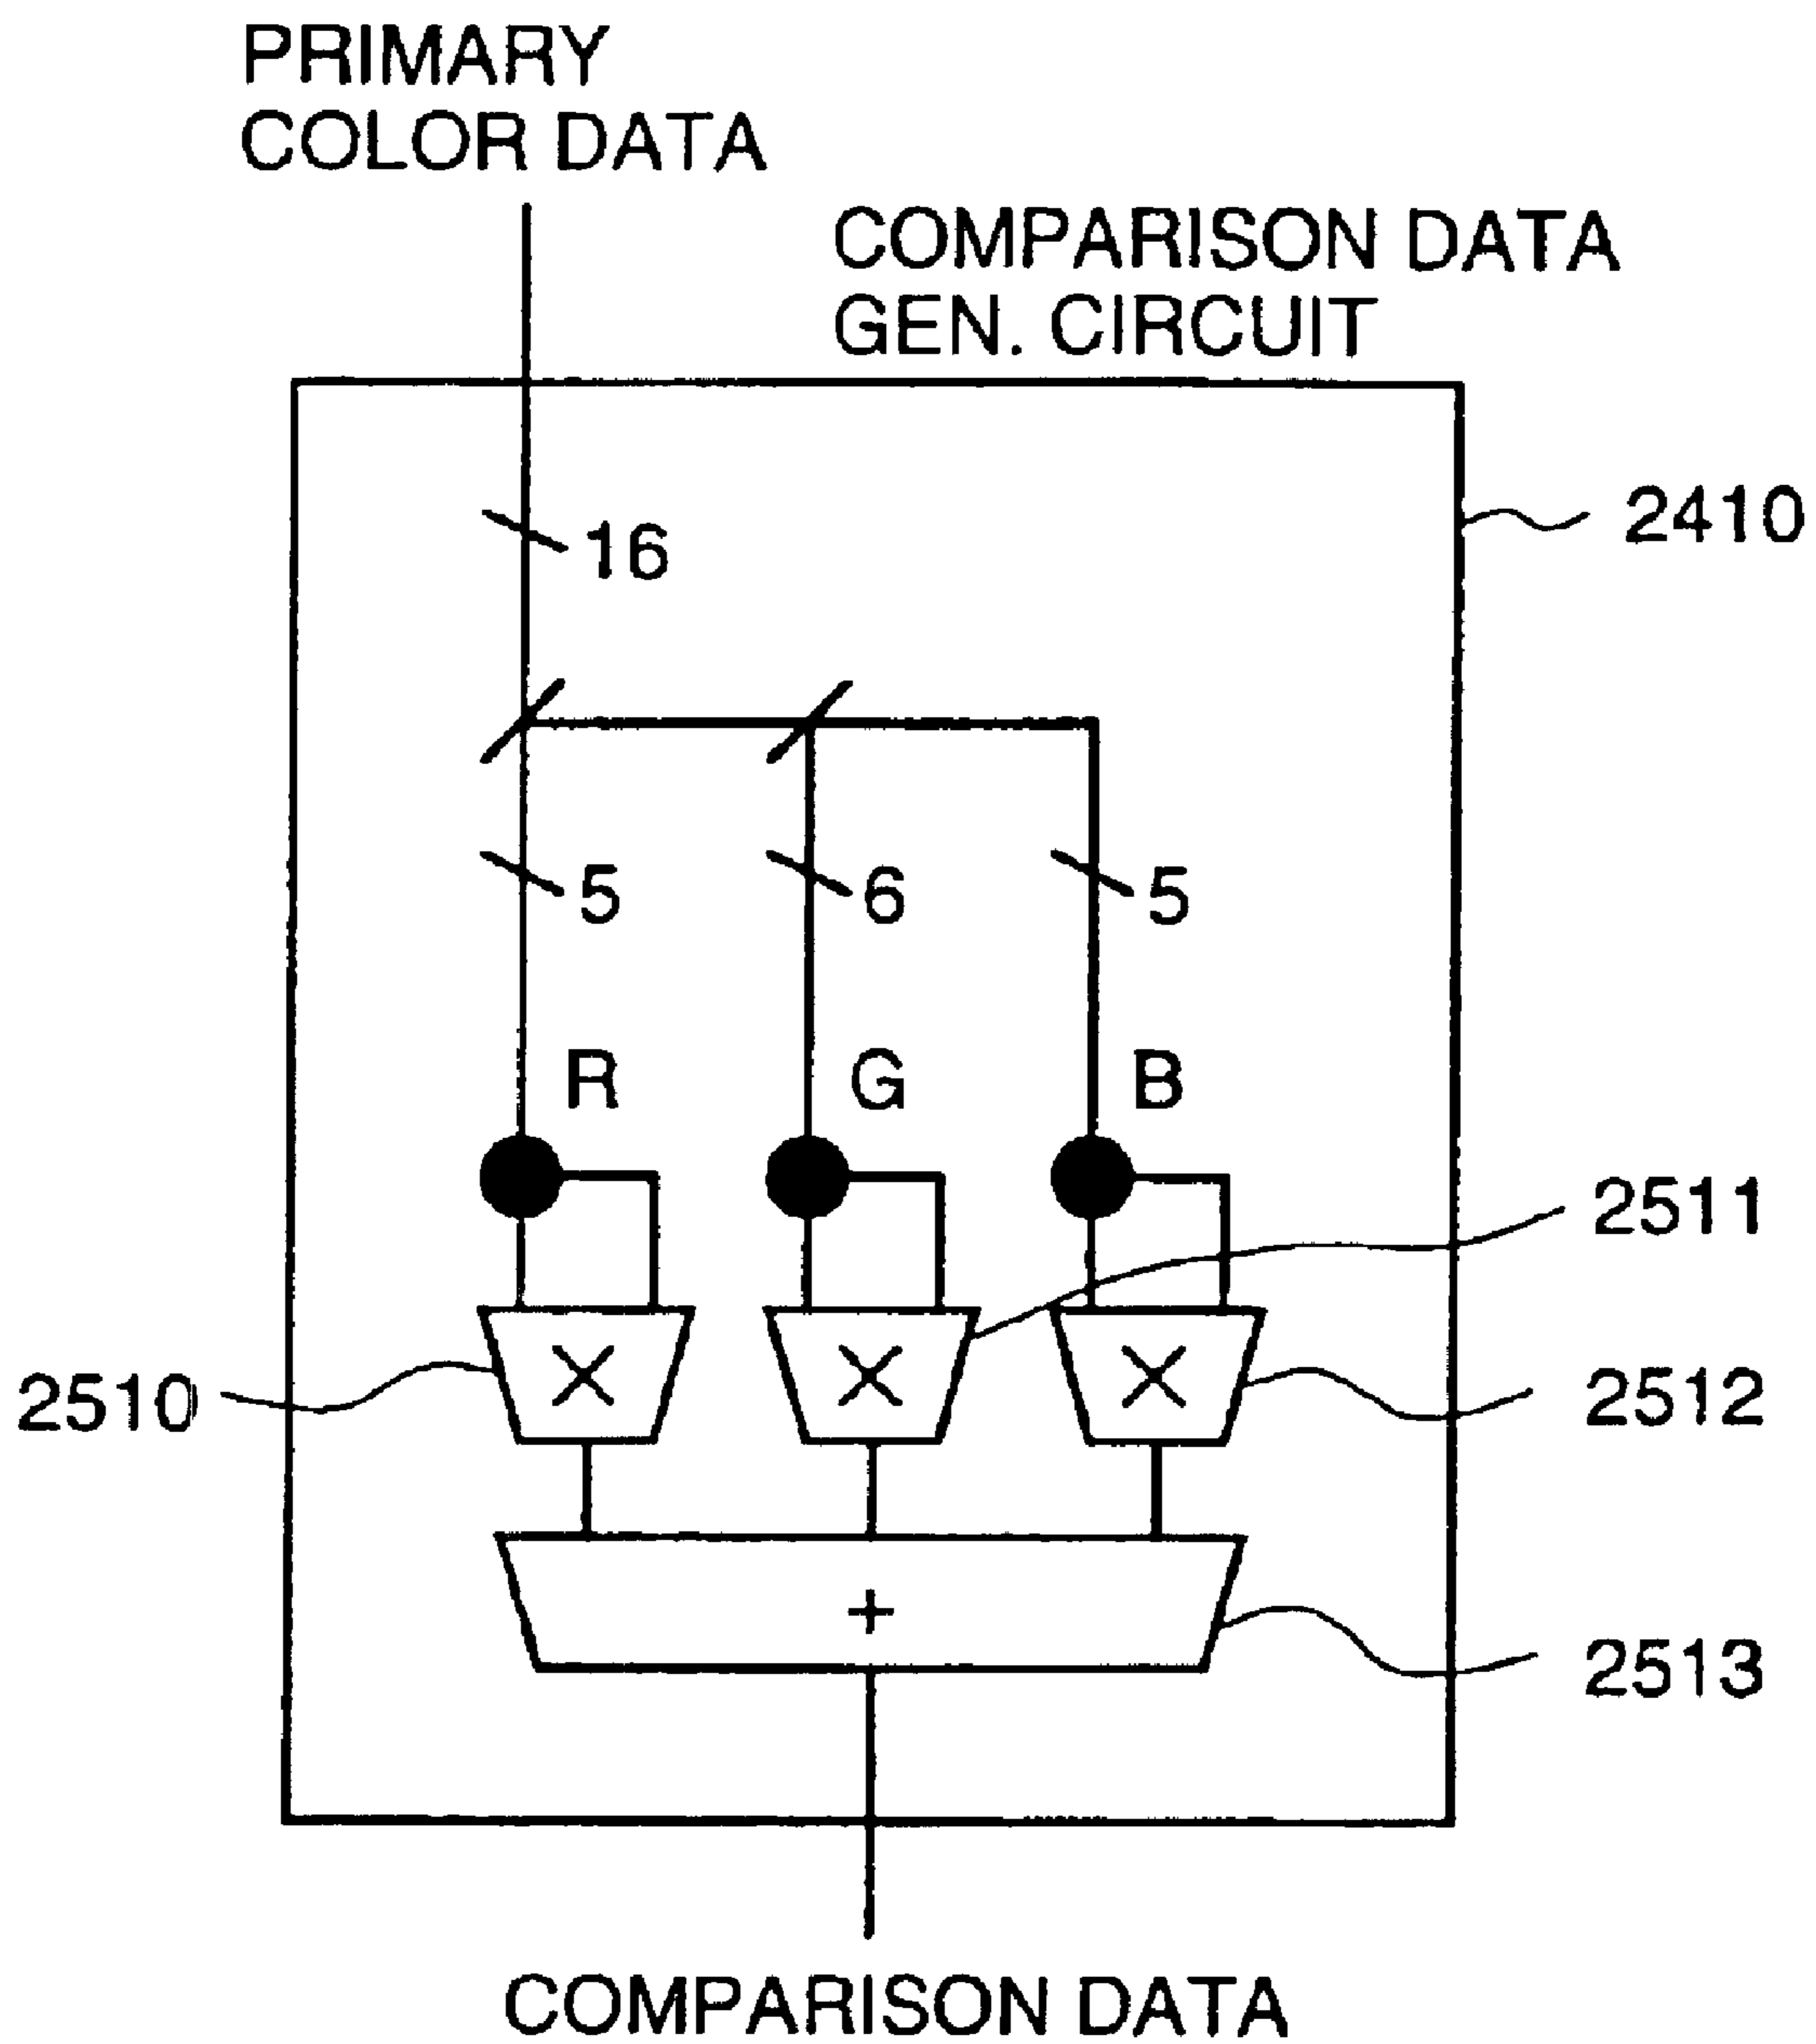 PRIMARY
COLOR DATA
COMPARISON DATA
GEN. CIRCUIT
2410
16
5 6 5
R G B
2511
2510
2512
X X X
+
2513
COMPARISON DATA